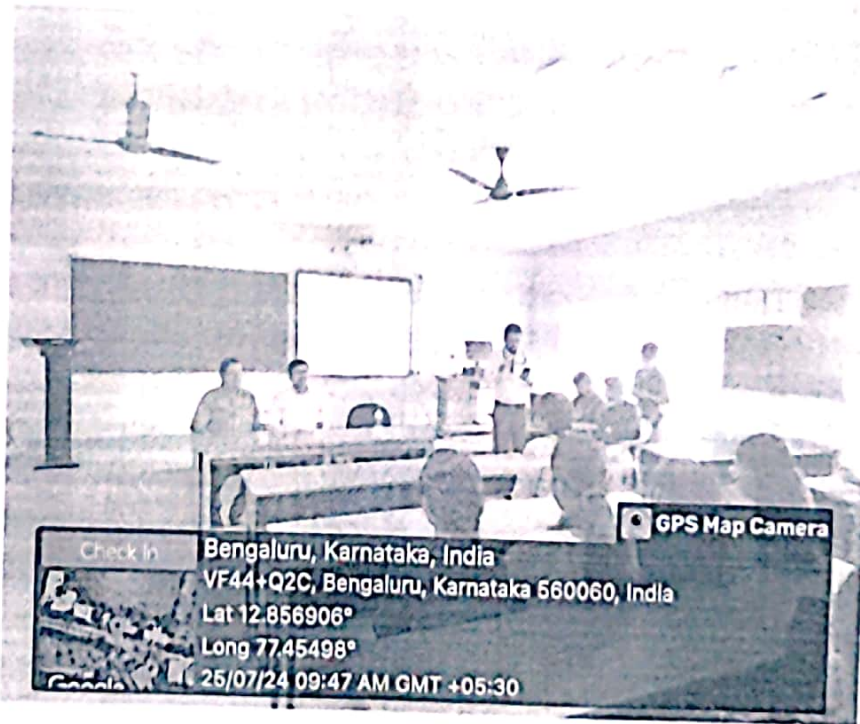 GPS Map Camera
Check In
Bengaluru, Karnataka, India
VF44+Q2C, Bengaluru, Karnataka 560060, India
Lat 12.856906°
Long 77.45498°
25/07/24 09:47 AM GMT +05:30
Google